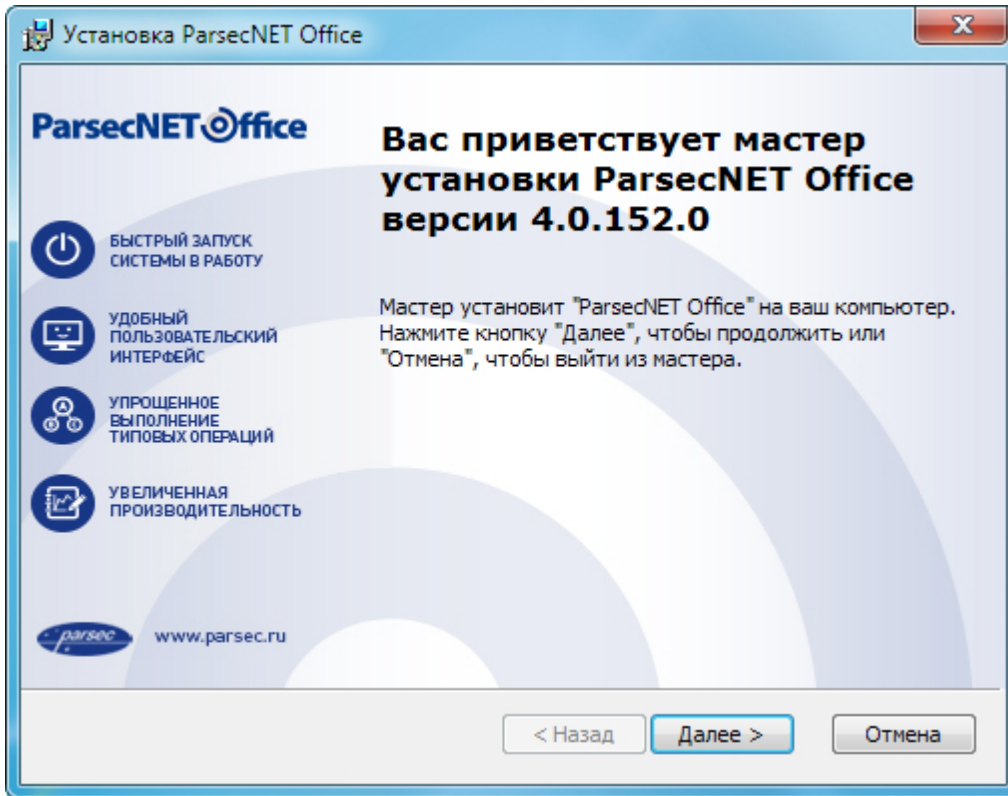 Установка ParsecNET Office
ParsecNET Office
Вас приветствует мастер
установки ParsecNET Office
версии 4.0.152.0
БЫСТРЫЙ ЗАПУСК
СИСТЕМЫ В РАБОТУ
УДОБНЫЙ
ПОЛЬЗОВАТЕЛЬСКИЙ
ИНТЕРФЕЙС
УПРОЩЕННОЕ
ВЫПОЛНЕНИЕ
ТИПОВЫХ ОПЕРАЦИЙ
УВЕЛИЧЕННАЯ
ПРОИЗВОДИТЕЛЬНОСТЬ
Мастер установит "ParsecNET Office" на ваш компьютер.
Нажмите кнопку "Далее", чтобы продолжить или
"Отмена", чтобы выйти из мастера.
parsec www.parsec.ru
< Назад Далее > Отмена